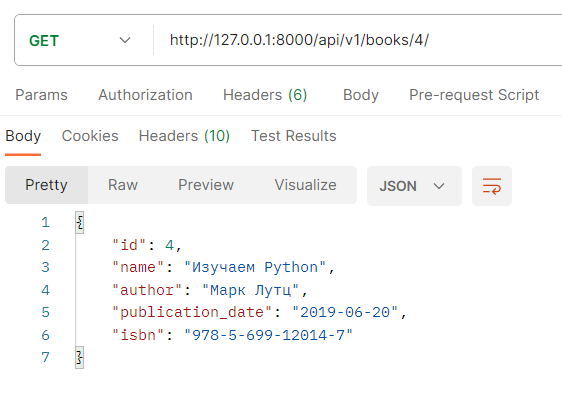 GET http://127.0.0.1:8000/api/v1/books/4/
Params Authorization Headers (6) Body Pre-request Script
Body Cookies Headers (10) Test Results
Pretty Raw Preview Visualize JSON
1 {
2 "id": 4,
3 "name": "Изучаем Python",
4 "author": "Марк Лутц",
5 "publication_date": "2019-06-20",
6 "isbn": "978-5-699-12014-7"
7 }